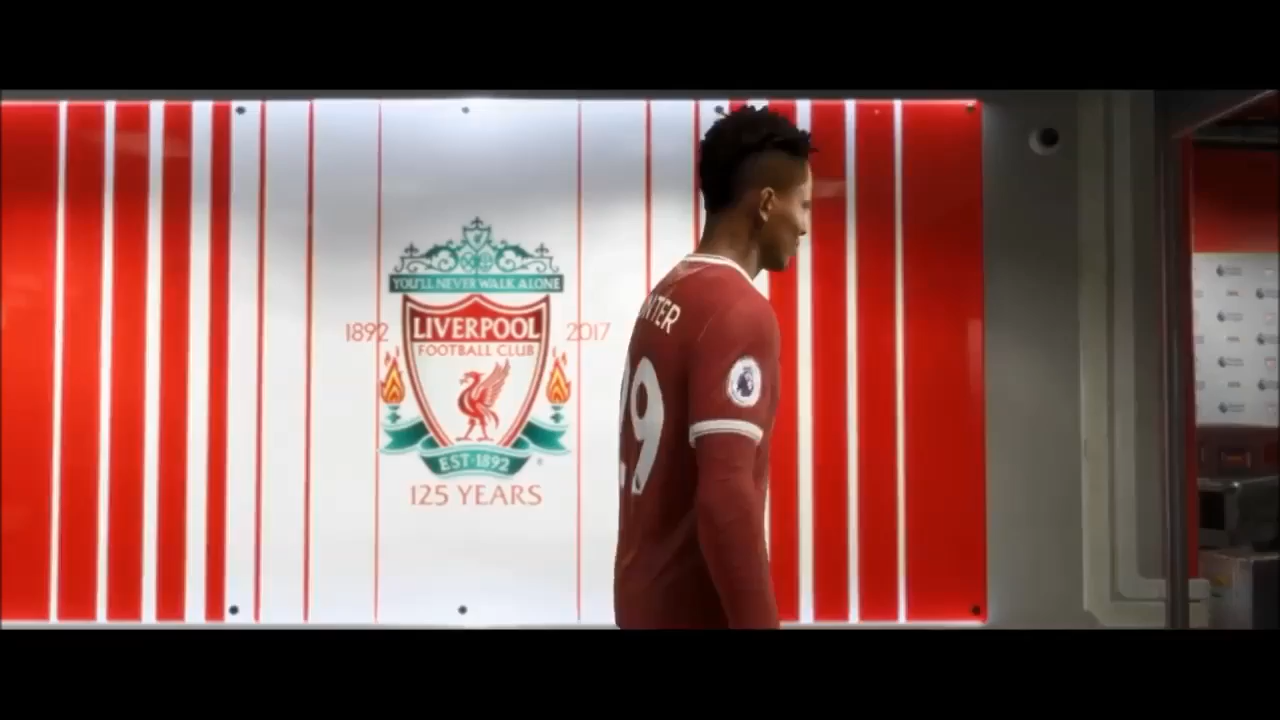 YOU'LL NEVER WALK ALONE
1892
LIVERPOOL
2017
FOOTBALL CLUB
EST·1892
125 YEARS
NTER
29